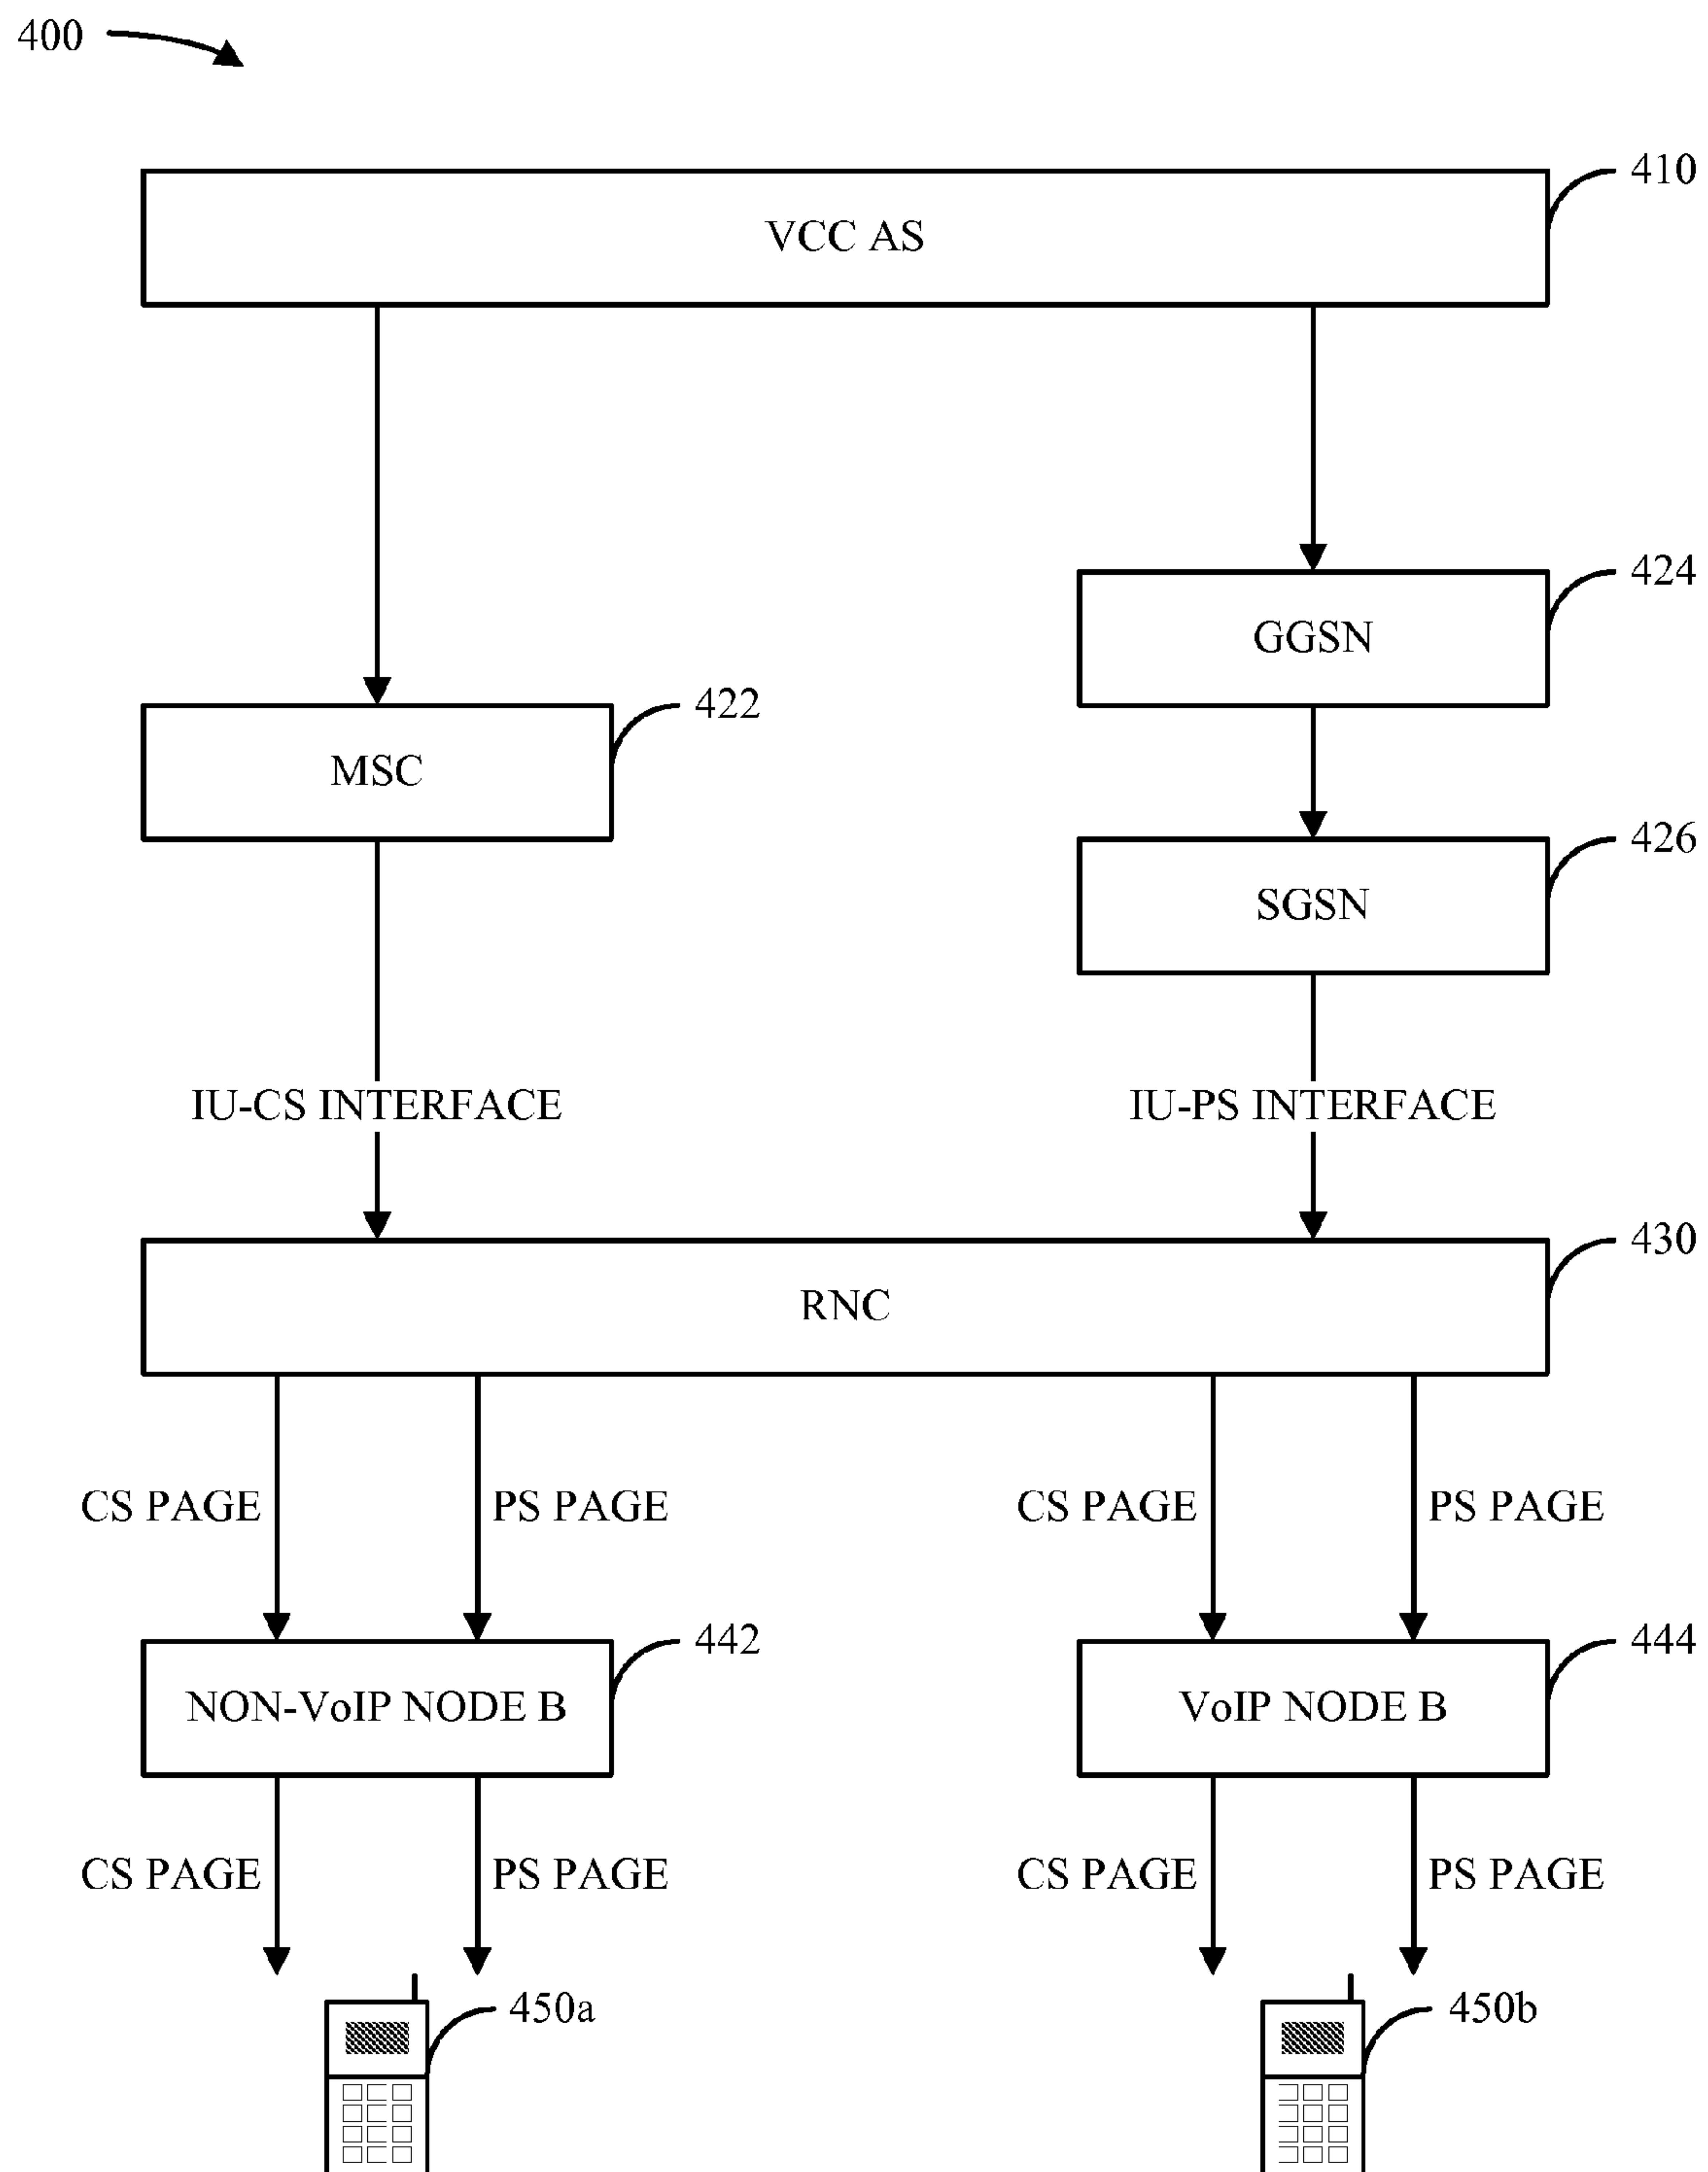 400
410
VCC AS
424
GGSN
422
MSC
426
SGSN
IU-CS INTERFACE
IU-PS INTERFACE
430
RNC
CS PAGE
PS PAGE
CS PAGE
PS PAGE
442
444
NON-VoIP NODE B
VoIP NODE B
CS PAGE
PS PAGE
CS PAGE
PS PAGE
450a
450b